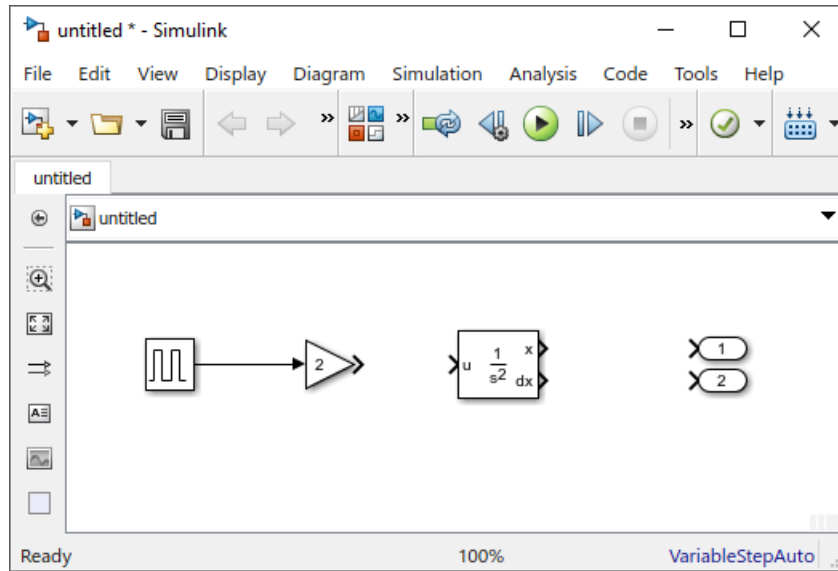 untitled * - Simulink
File Edit View Display Diagram Simulation Analysis Code Tools Help
» »  »
untitled
untitled
2
u 1 s2 x dx
1
2
A
Ready 100% VariableStepAuto